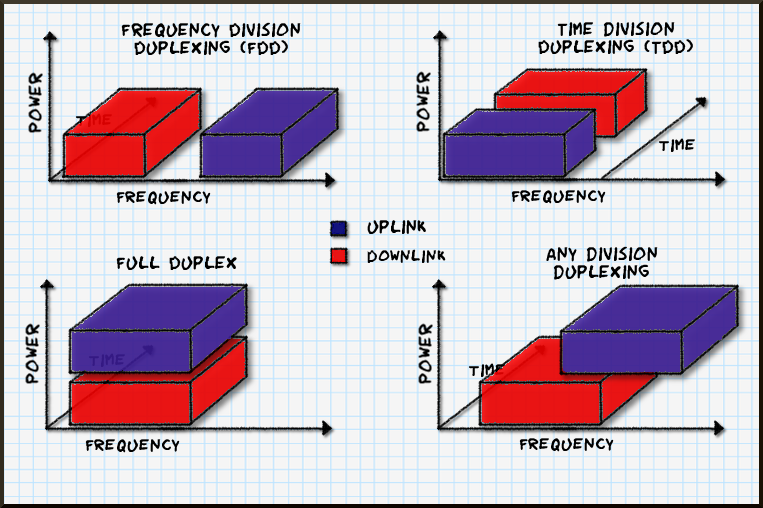 FREQUENCY DIVISION
DUPLEXING (FDD)
POWER
TIME
FREQUENCY
TIME DIVISION
DUPLEXING (TDD)
POWER
TIME
FREQUENCY
UPLINK
DOWNLINK
FULL DUPLEX
POWER
TIME
FREQUENCY
ANY DIVISION
DUPLEXING
POWER
TIME
FREQUENCY